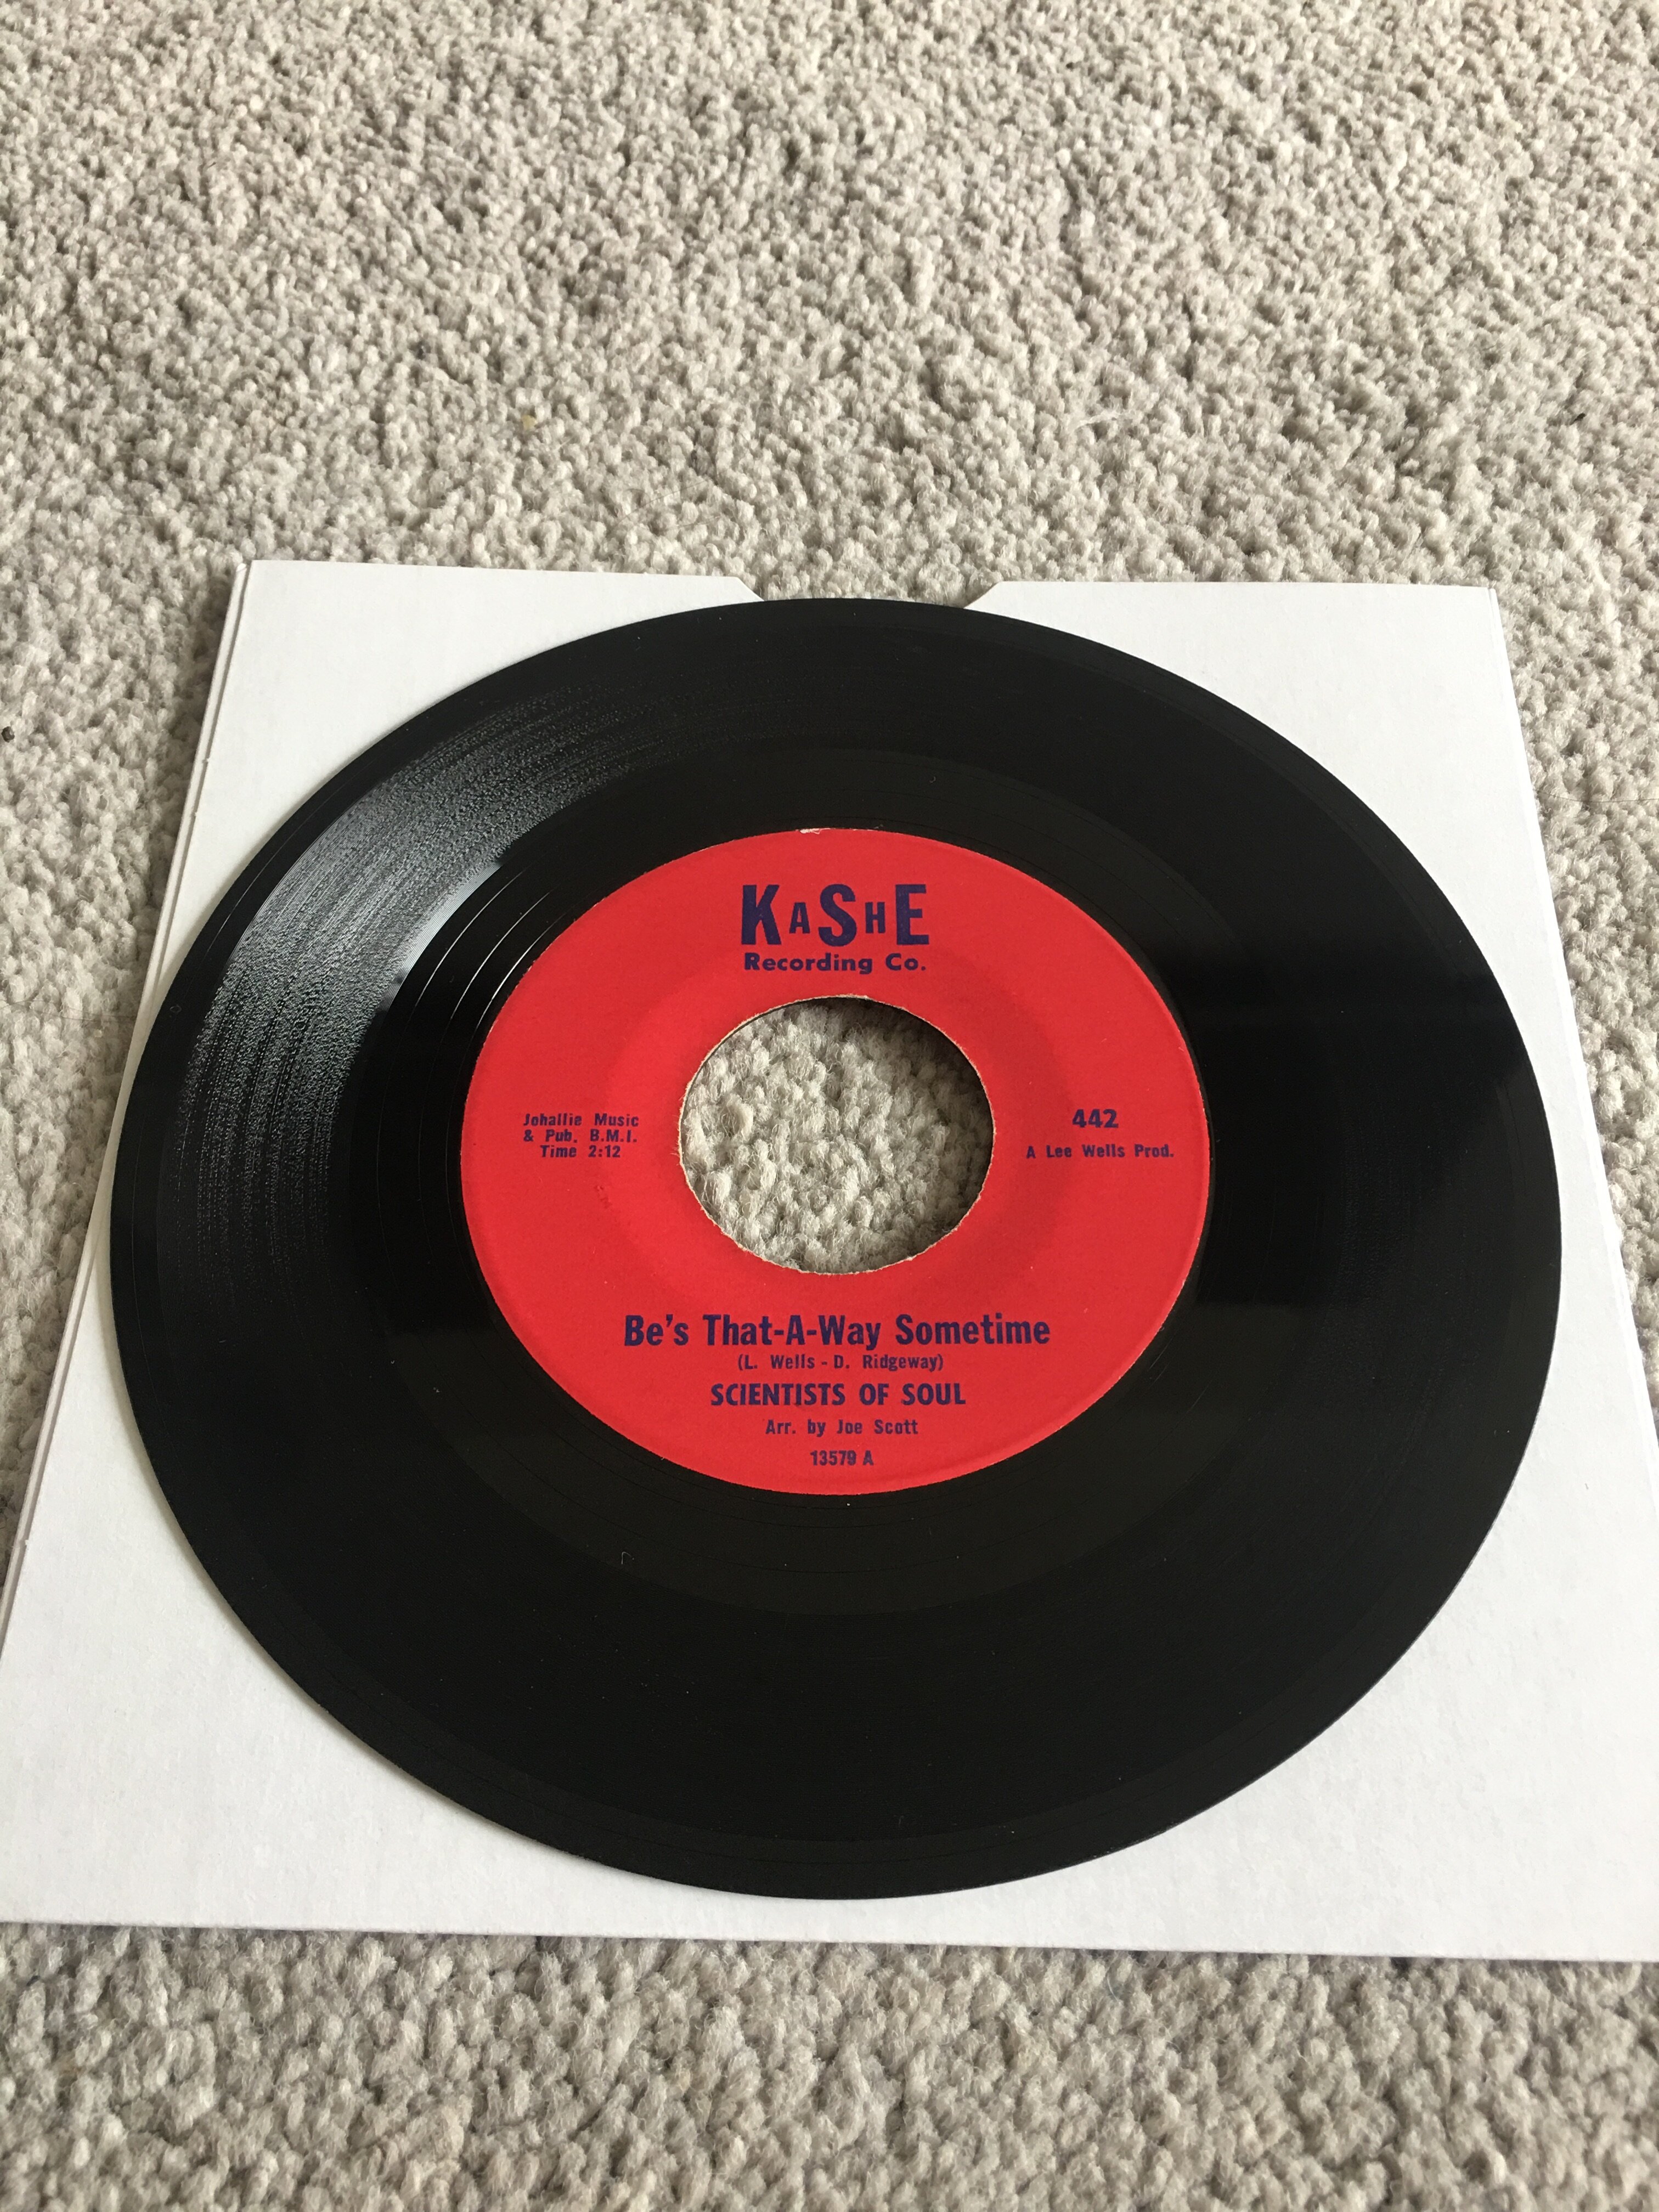 KASHE
Recording Co.
Johallie Music
& Pub. B.M.I.
Time 2:12
442
A Lee Wells Prod.
Be's That-A-Way Sometime
(L. Wells - D. Ridgeway)
SCIENTISTS OF SOUL
Arr. by Joe Scott
13579 A